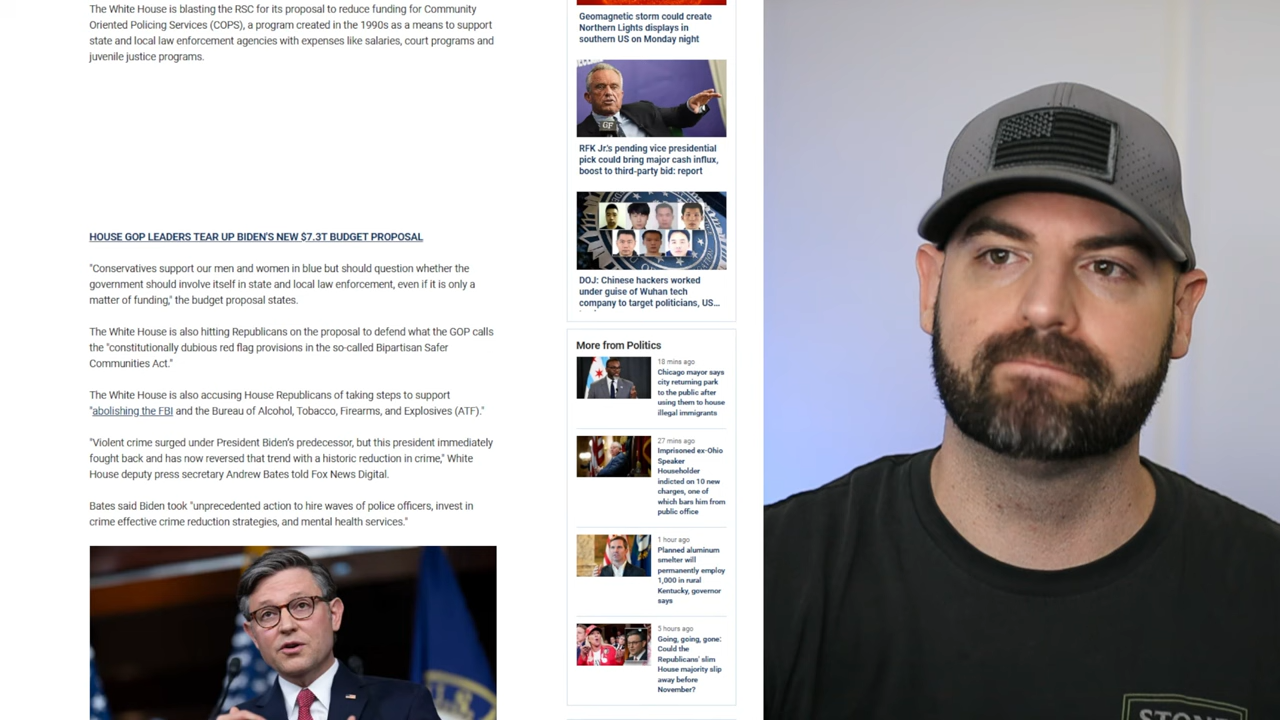 The White House is blasting the RSC for its proposal to reduce funding for Community
Oriented Policing Services (COPS), a program created in the 1990s as a means to support
state and local law enforcement agencies with expenses like salaries, court programs and
juvenile justice programs.
HOUSE GOP LEADERS TEAR UP BIDEN'S NEW $7.3T BUDGET PROPOSAL
"Conservatives support our men and women in blue but should question whether the
government should involve itself in state and local law enforcement, even if it is only a
matter of funding," the budget proposal states.
The White House is also hitting Republicans on the proposal to defend what the GOP calls
the "constitutionally dubious red flag provisions in the so-called Bipartisan Safer
Communities Act."
The White House is also accusing House Republicans of taking steps to support
"abolishing the FBI and the Bureau of Alcohol, Tobacco, Firearms, and Explosives (ATF)."
"Violent crime surged under President Biden's predecessor, but this president immediately
fought back and has now reversed that trend with a historic reduction in crime," White
House deputy press secretary Andrew Bates told Fox News Digital.
Bates said Biden took "unprecedented action to hire waves of police officers, invest in
crime effective crime reduction strategies, and mental health services."
Geomagnetic storm could create
Northern Lights displays in
southern US on Monday night
GF
RFK Jr.'s pending vice presidential
pick could bring major cash influx,
boost to third-party bid: report
DOJ: Chinese hackers worked
under guise of Wuhan tech
company to target politicians, US...
More from Politics
18 mins ago
Chicago mayor says
city returning park
to the public after
using them to house
illegal immigrants
27 mins ago
Imprisoned ex-Ohio
Speaker
Householder
indicted on 10 new
charges, one of
which bars him from
public office
1 hour ago
Planned aluminum
smelter will
permanently employ
1,000 in rural
Kentucky, governor
says
5 hours ago
Going, going, gone:
Could the
Republicans' slim
House majority slip
away before
November?